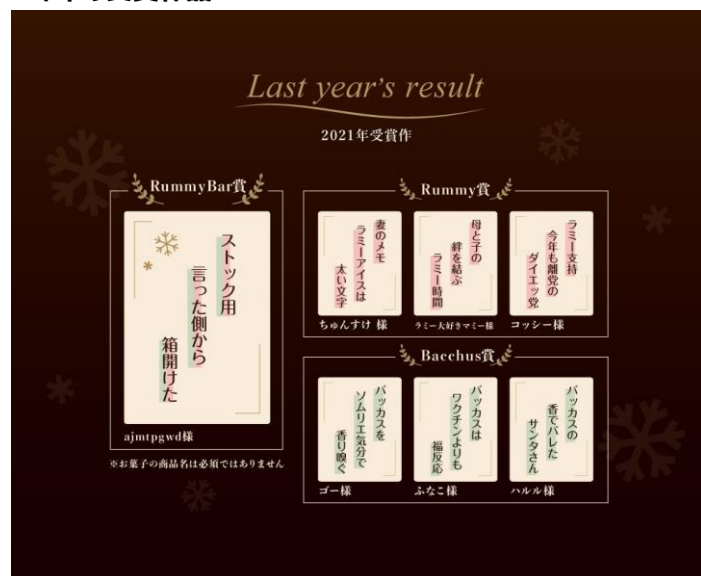 Last year's result
2021年受賞作
RummyBar賞
ストック用
言った側から
箱開けた
ajmtpgwd様
※お菓子の商品名は必須ではありません
Rummy賞
妻のメモ
ラミーアイスは
太い文字
ちゅんすけ 様
母と子の
絆を結ぶ
ラミー時間
ラミー大好きマミー様
ラミー支持
今年も離党の
ダイエッ党
コッシー様
Bacchus賞
バッカスを
ソムリエ気分で
香り嗅ぐ
ゴー様
バッカスは
ワクチンよりも
福反応
ふなこ様
バッカスの
香でバレた
サンタさん
ハルル様